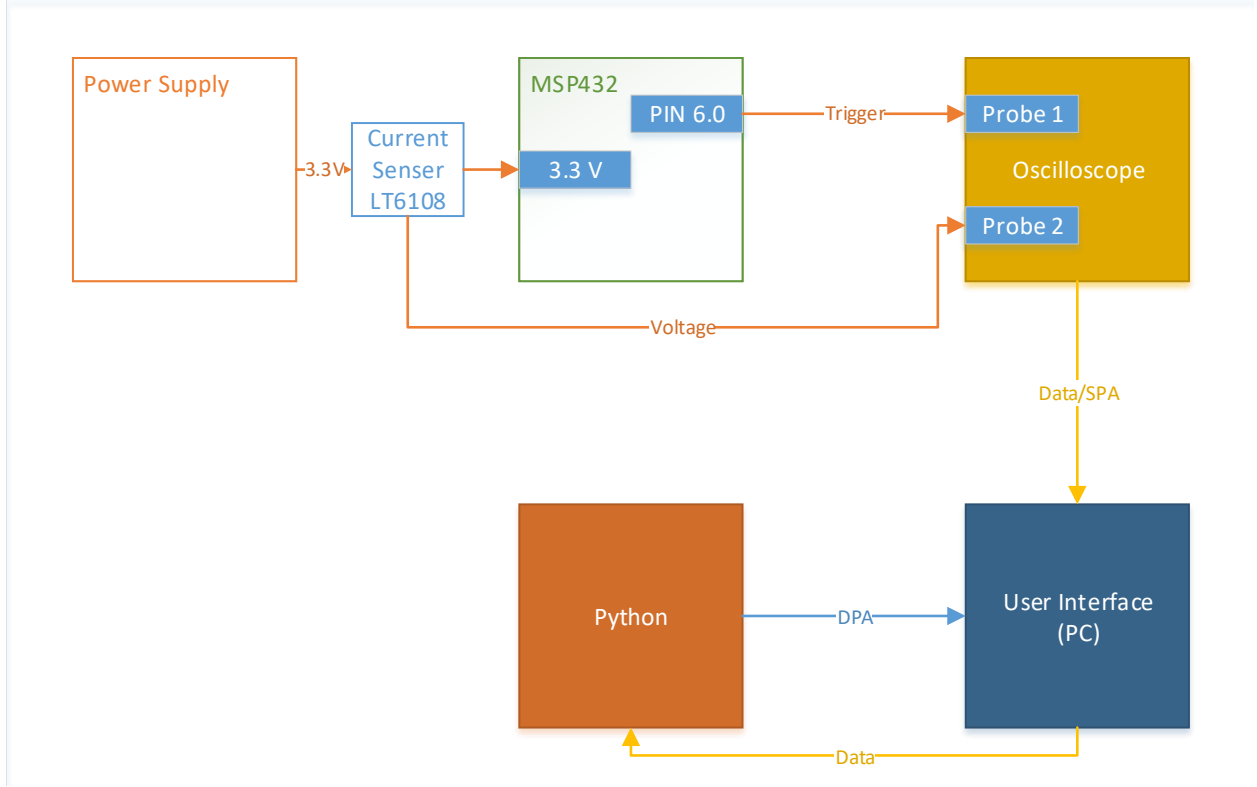 Power Supply
3.3V
Current
Senser
LT6108
MSP432
PIN 6.0
3.3 V
Trigger
Probe 1
Oscilloscope
Probe 2
Voltage
Data/SPA
Python
DPA
User Interface
(PC)
Data